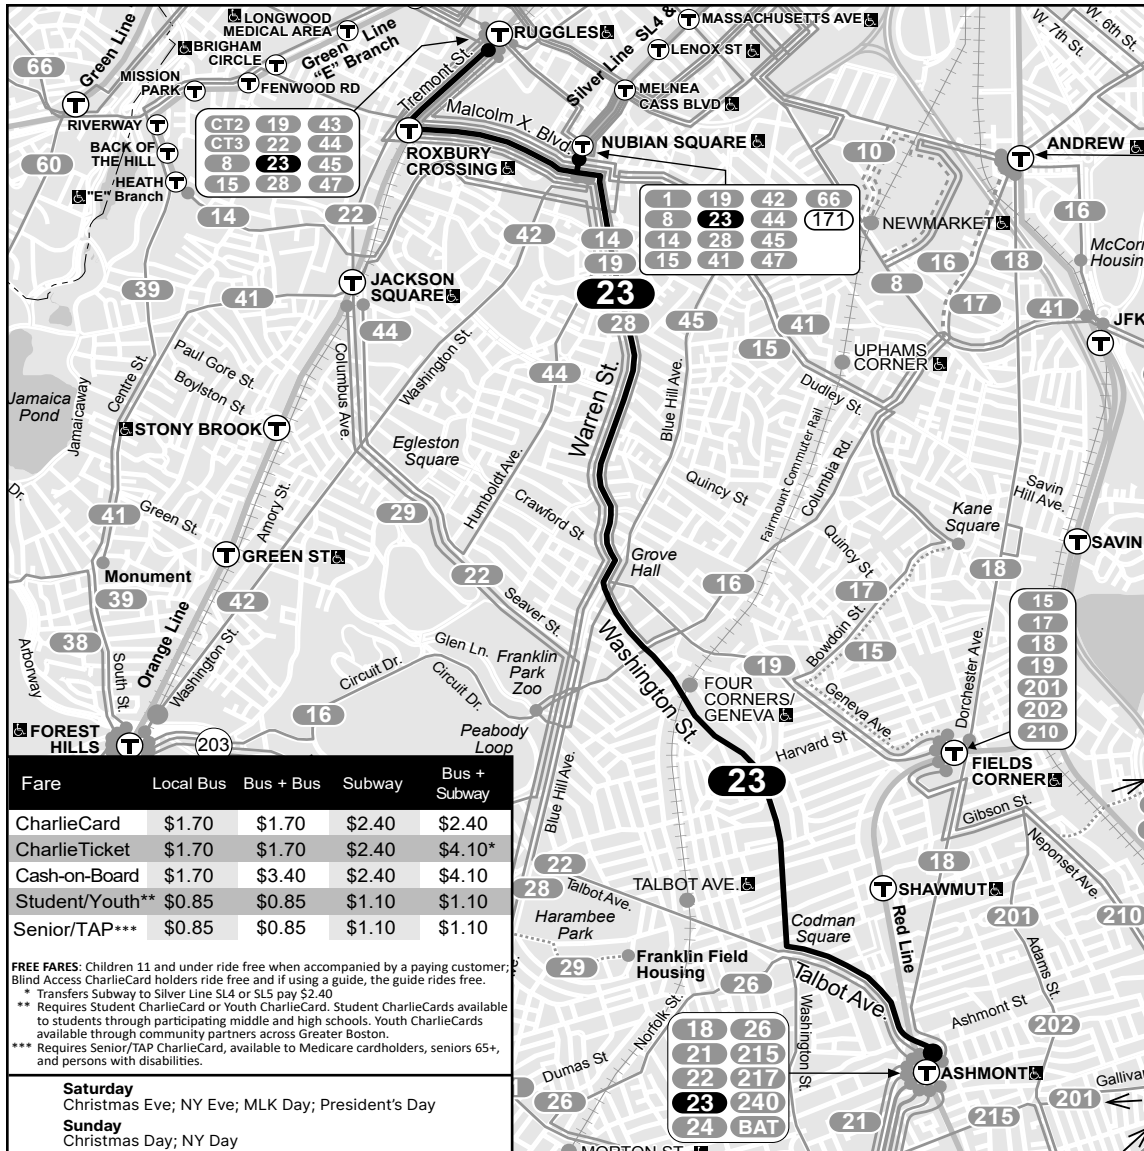 LONGWOOD
MEDICAL AREA
BRIGHAM
CIRCLE
Green Line
"E" Branch
RUGGLES
Silver Line SL4 &
MASSACHUSETTS AVE
LENOX ST
W. 7th St.
W. 6th St.
66
Green Line
MISSION
PARK
FENWOOD RD
Tremont St.
MELNEA
CASS BLVD
RIVERWAY
Malcolm X. Blvd
60
BACK OF
THE HILL
HEATH
"E" Branch
CT2 19 43
CT3 22 44
8 23 45
15 28 47
ROXBURY
CROSSING
NUBIAN SQUARE
10
ANDREW
14
22
42
14
19
1 19 42 66
8 23 44 171
14 28 45
15 41 47
NEWMARKET
16
McCorm
Housin
39
41
JACKSON
SQUARE
23
28
45
41
15
8
16
18
17
41
JFK
44
Columbus Ave.
Washington St.
44
Warren St.
Blue Hill Ave.
UPHAMS
CORNER
Dudley St.
Jamaica
Pond
Jamaicaway
Centre St.
Paul Gore St.
Boylston St.
STONY BROOK
Egleston
Square
Humboldt Ave.
Crawford St
Quincy St
Fairmount Commuter Rail
Columbia Rd.
Savin
Hill Ave.
Dr.
41
Green St.
Amory St.
29
Kane
Square
GREEN ST
Grove
Hall
Quincy St.
18
SAVIN
Monument
39
42
22
Seaver St.
16
17
Bowdoin St.
15
38
Arborway
South St.
Orange Line
Washington St.
Glen Ln.
Circuit Dr.
Circuit Dr.
Franklin
Park
Zoo
Washington St.
19
Geneva Ave.
Dorchester Ave.
15
17
18
19
201
202
210
FOUR
CORNERS/
GENEVA
16
203
Peabody
Loop
Harvard St
FOREST
HILLS
FIELDS
CORNER
23
Blue Hill Ave.
Gibson St.
Neponset Ave.
Fare Local Bus Bus + Bus Subway Bus + Subway
CharlieCard $1.70 $1.70 $2.40 $2.40
CharlieTicket $1.70 $1.70 $2.40 $4.10*
Cash-on-Board $1.70 $3.40 $2.40 $4.10
Student/Youth** $0.85 $0.85 $1.10 $1.10
Senior/TAP*** $0.85 $0.85 $1.10 $1.10
22
28
Talbot Ave.
TALBOT AVE.
18
SHAWMUT
Red Line
201
210
Harambee
Park
29
Franklin Field
Housing
Codman
Square
Talbot Ave.
Adams St.
26
Norfolk St.
Washington St.
Ashmont St
202
FREE FARES: Children 11 and under ride free when accompanied by a paying customer;
Blind Access CharlieCard holders ride free and if using a guide, the guide rides free.
* Transfers Subway to Silver Line SL4 or SL5 pay $2.40
** Requires Student CharlieCard or Youth CharlieCard. Student CharlieCards available
to students through participating middle and high schools. Youth CharlieCards
available through community partners across Greater Boston.
*** Requires Senior/TAP CharlieCard, available to Medicare cardholders, seniors 65+,
and persons with disabilities.
Saturday
Christmas Eve; NY Eve; MLK Day; President's Day
Sunday
Christmas Day; NY Day
18 26
21 215
22 217
23 240
24 BAT
Dumas St
26
ASHMONT
21
215
201
Gallivan
MORTON ST.